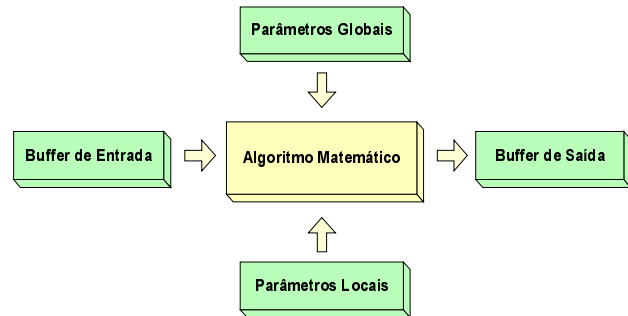 Parâmetros Globais
Buffer de Entrada
Algoritmo Matemático
Buffer de Saída
Parâmetros Locais